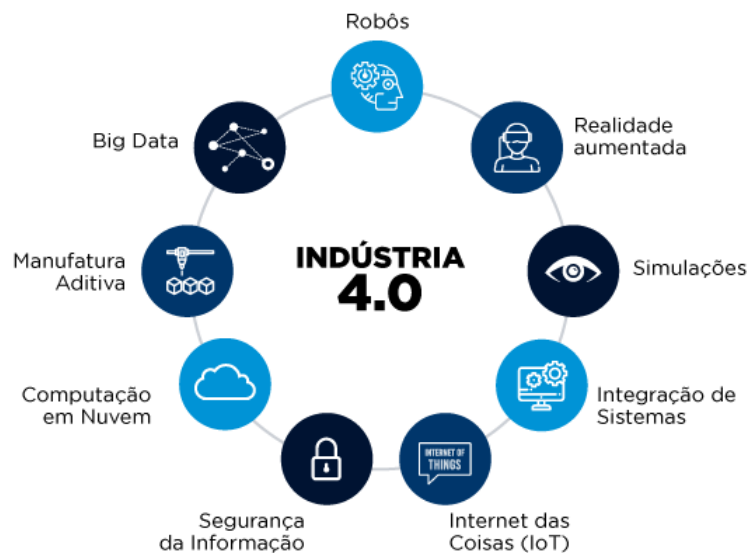 Robôs
Realidade
aumentada
Simulações
Integração de
Sistemas
INTERNET OF
THINGS
Internet das
Coisas (IoT)
Segurança
da Informação
Computação
em Nuvem
Manufatura
Aditiva
Big Data
INDÚSTRIA
4.0